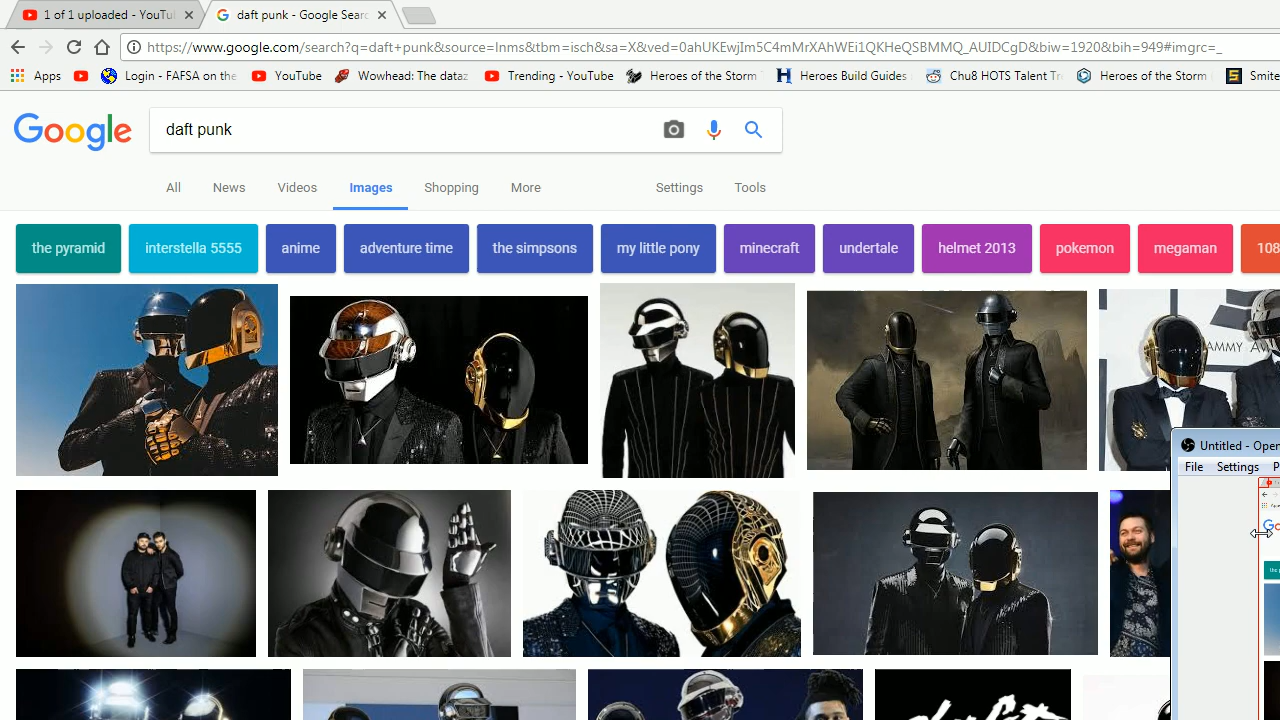 1 of 1 uploaded - YouTu
daft punk - Google Searc
https://www.google.com/search?q=daft+punk&source=lnms&tbm=isch&sa=X&ved=0ahUKEwjIn5C4mMrXAhWEi1QKHeQSBMMQ_AUIDCgD&biw=1920&bih=949#imgrc=_
Apps Login - FAFSA on the YouTube Wowhead: The data Trending - YouTube Heroes of the Storm Heroes Build Guides Chu8 HOTS Talent Tr Heroes of the Storm Smite
Google
daft punk
All News Videos Images Shopping More Settings Tools
the pyramid interstella 5555 anime adventure time the simpsons my little pony minecraft undertale helmet 2013 pokemon megaman 108
AMMY AW
Untitled - Open
File Settings P